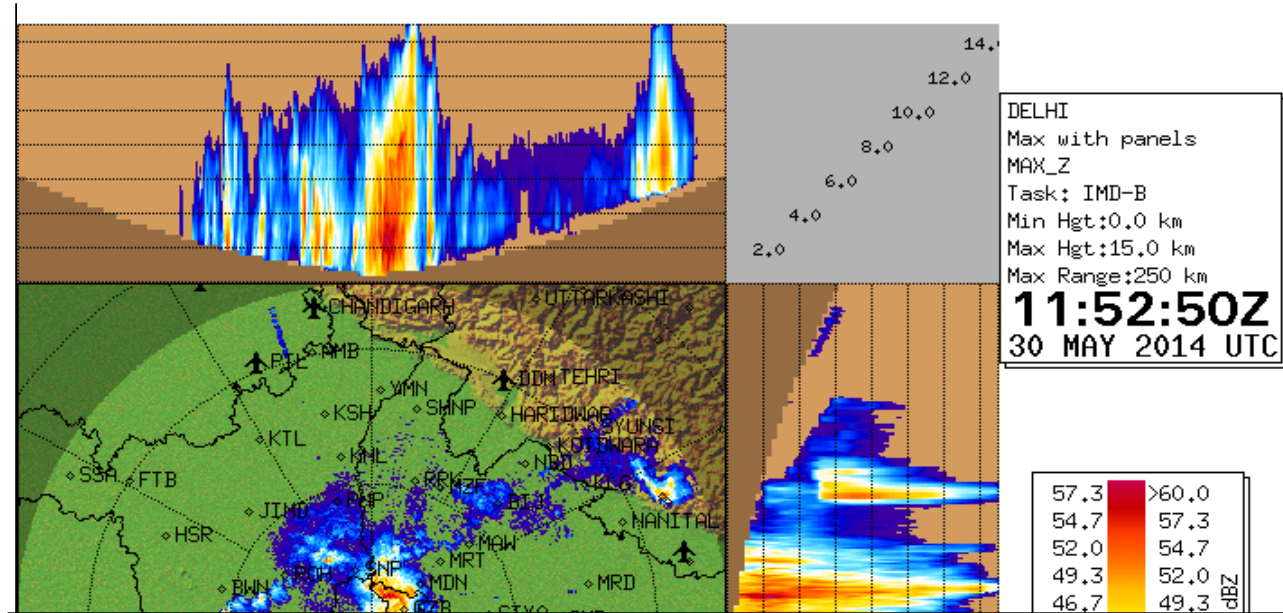 14.
12.0
10.0
8.0
6.0
4.0
2.0
DELHI
Max with panels
MAX_Z
Task: IMD-B
Min Hgt:0.0 km
Max Hgt:15.0 km
Max Range:250 km
11:52:50Z
30 MAY 2014 UTC
CHANDIGARH
UTTARKASHI
AMB
PTL
DDN TEHRI
YMN
KSH
SHNP
HARIDWAR
SYUNSI
KTL
KOTDWARA
KNL
NBD
SSA
FTB
RRK
MZF
KLG
PNP
BIJ
JIND
NANITAL
HSR
MAW
MRT
SNP
ROH
MDN
MRD
BWN
GZB
57.3 >60.0
54.7 57.3
52.0 54.7
49.3 52.0
46.7 49.3
dBZ